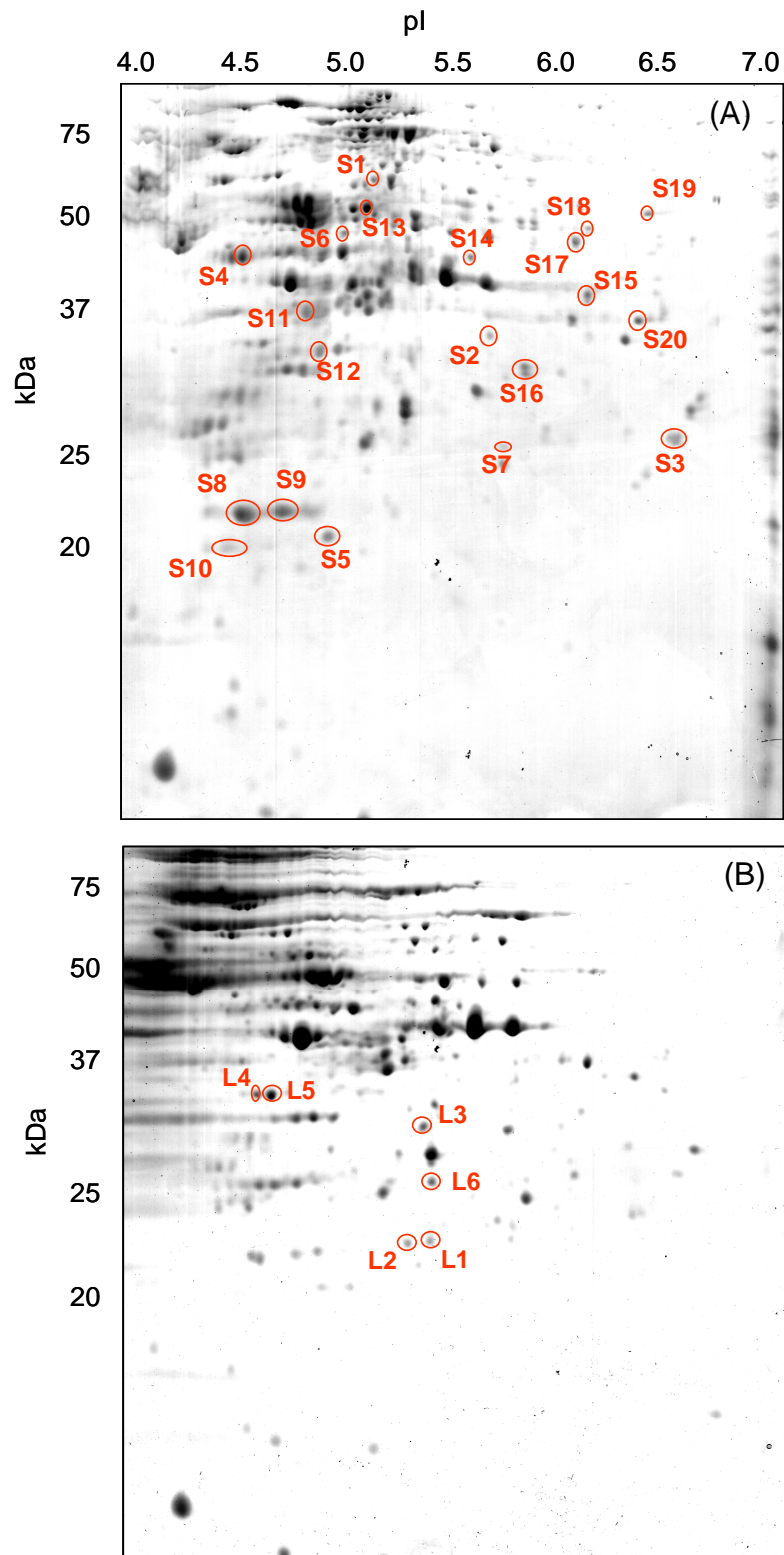 pI
4.0 4.5 5.0 5.5 6.0 6.5 7.0
(A)
75
S1
S19
50
S18
S6 S13 S14
S4 S17
S15
37
S11 S20
S2
S12 S16
kDa
25
S7 S3
S8 S9
20
S10 S5
(B)
75
50
37
L4 L5
L3
kDa
25
L6
L2 L1
20